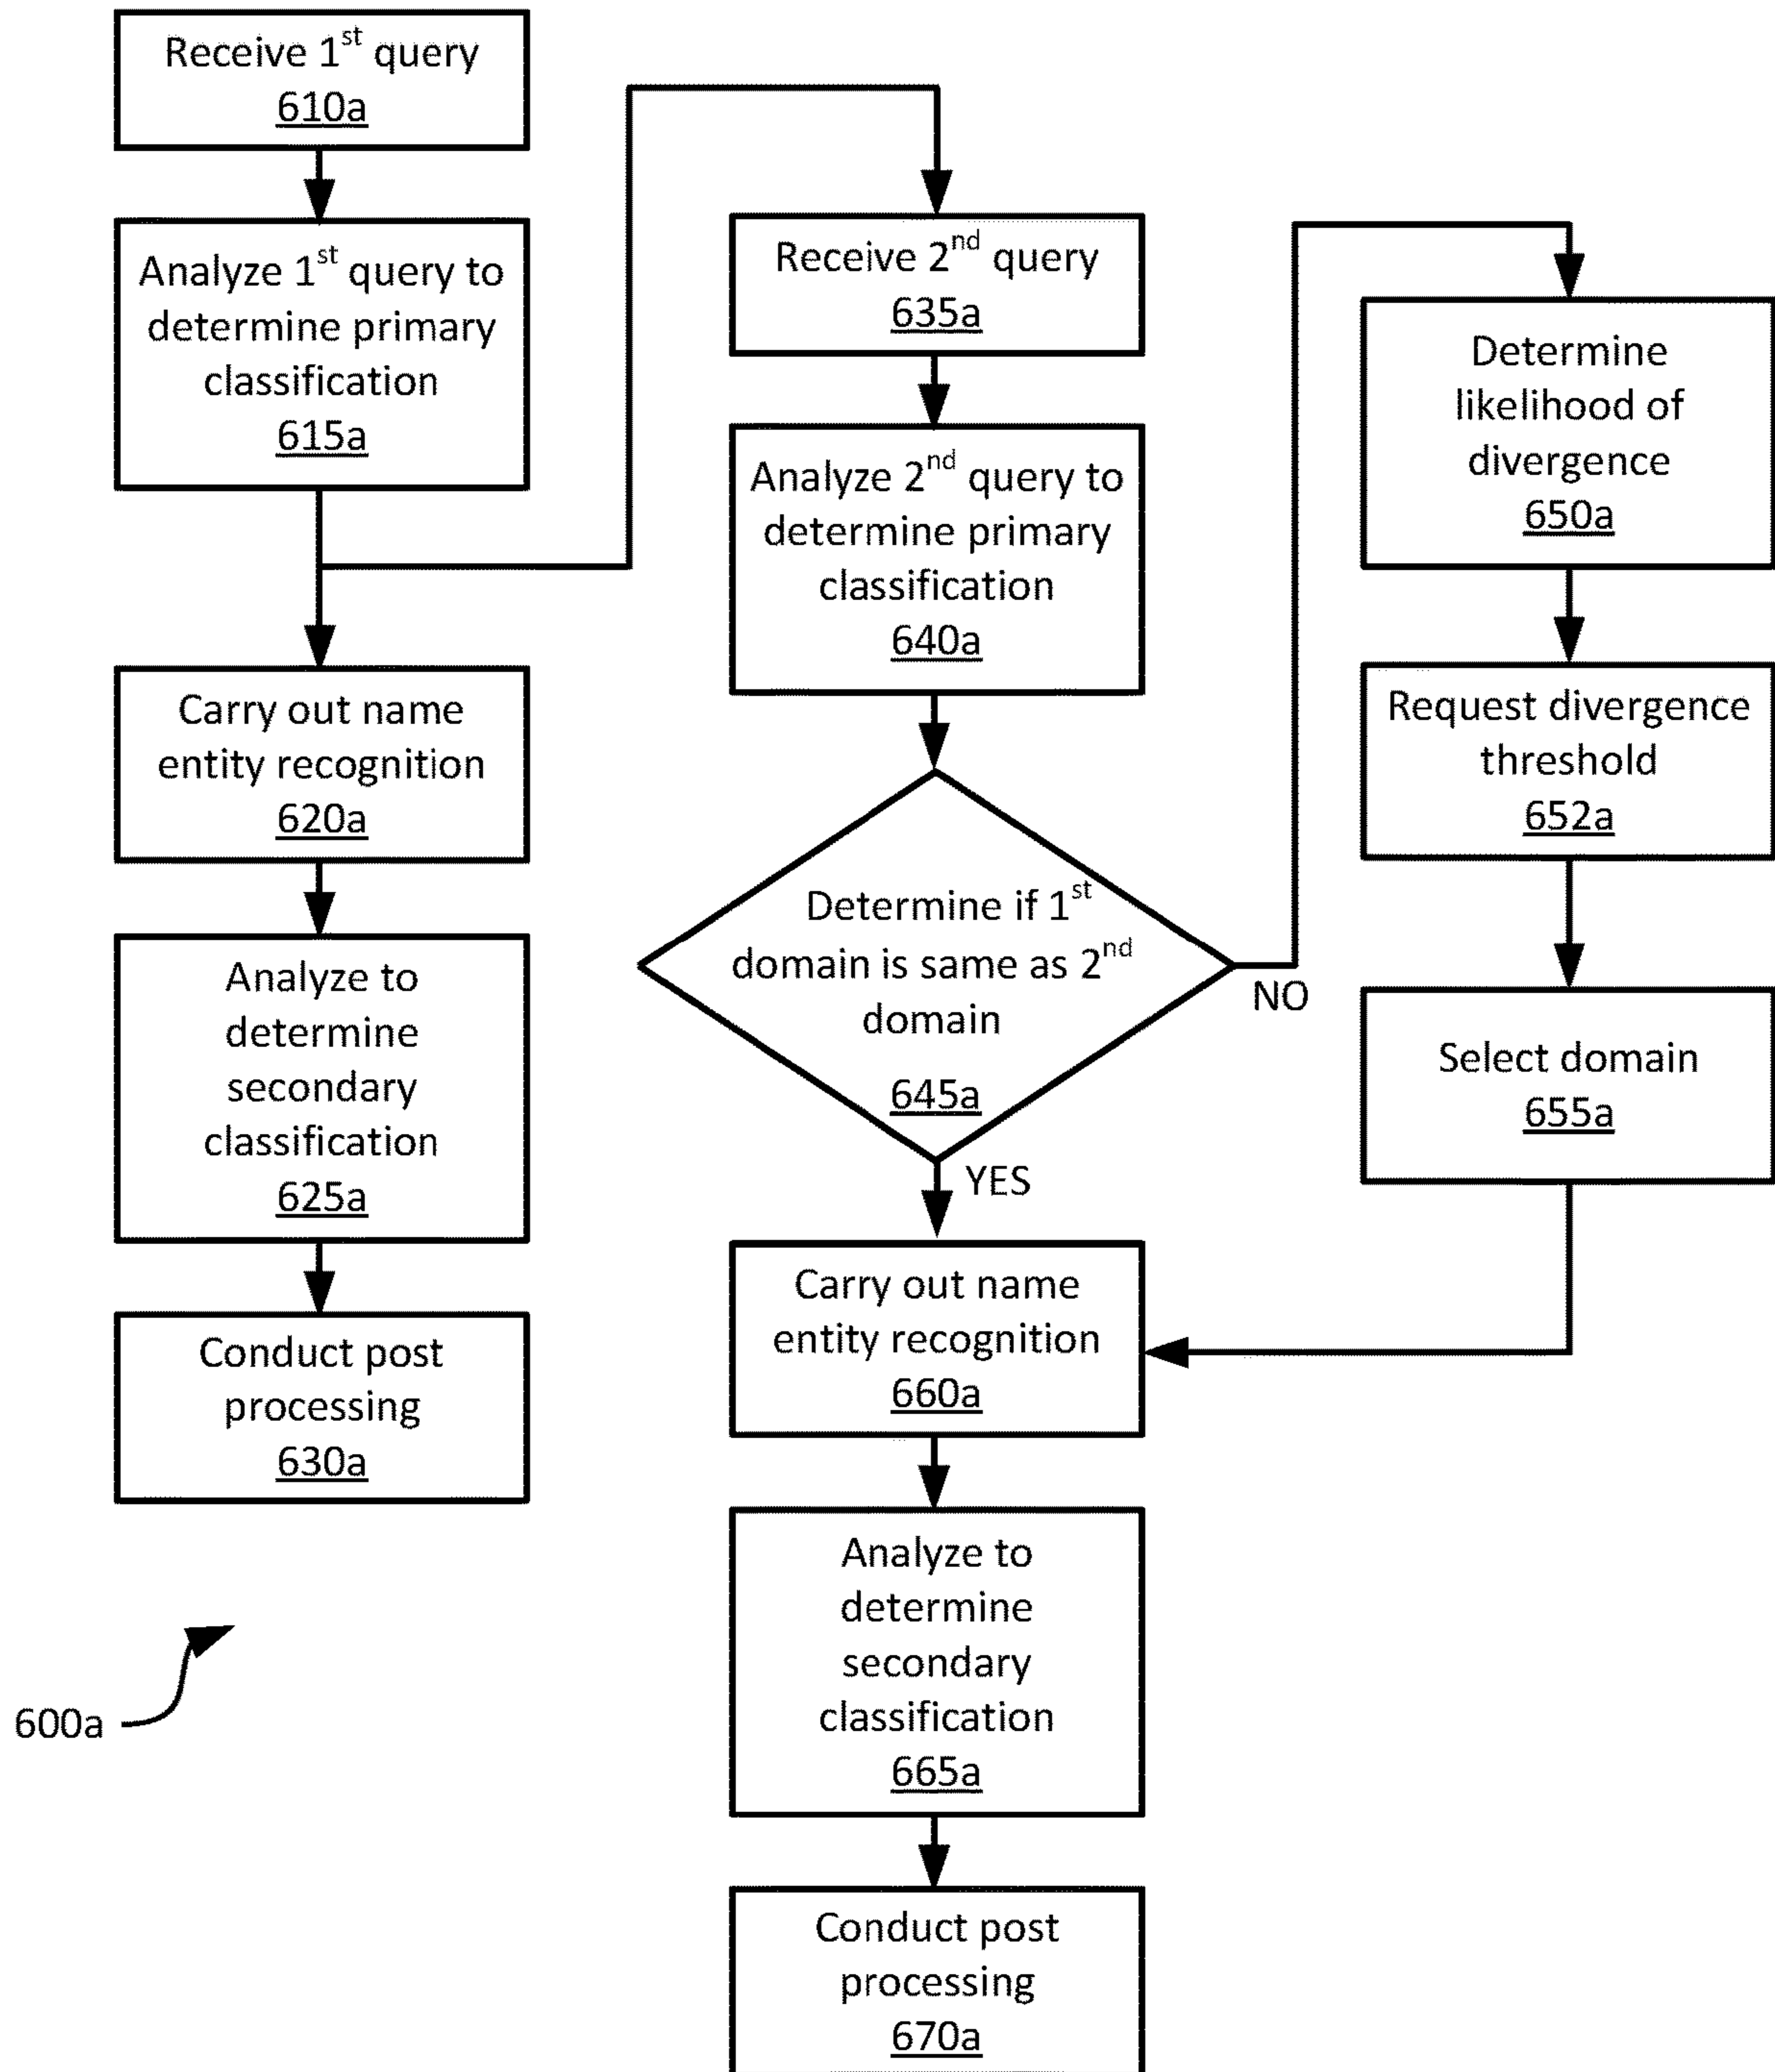 Receive 1st query
610a
Analyze 1st query to
determine primary
classification
615a
Carry out name
entity recognition
620a
Analyze to
determine
secondary
classification
625a
Conduct post
processing
630a
600a
Receive 2nd query
635a
Analyze 2nd query to
determine primary
classification
640a
Determine if 1st
domain is same as 2nd
domain
645a
NO
YES
Carry out name
entity recognition
660a
Analyze to
determine
secondary
classification
665a
Conduct post
processing
670a
Determine
likelihood of
divergence
650a
Request divergence
threshold
652a
Select domain
655a